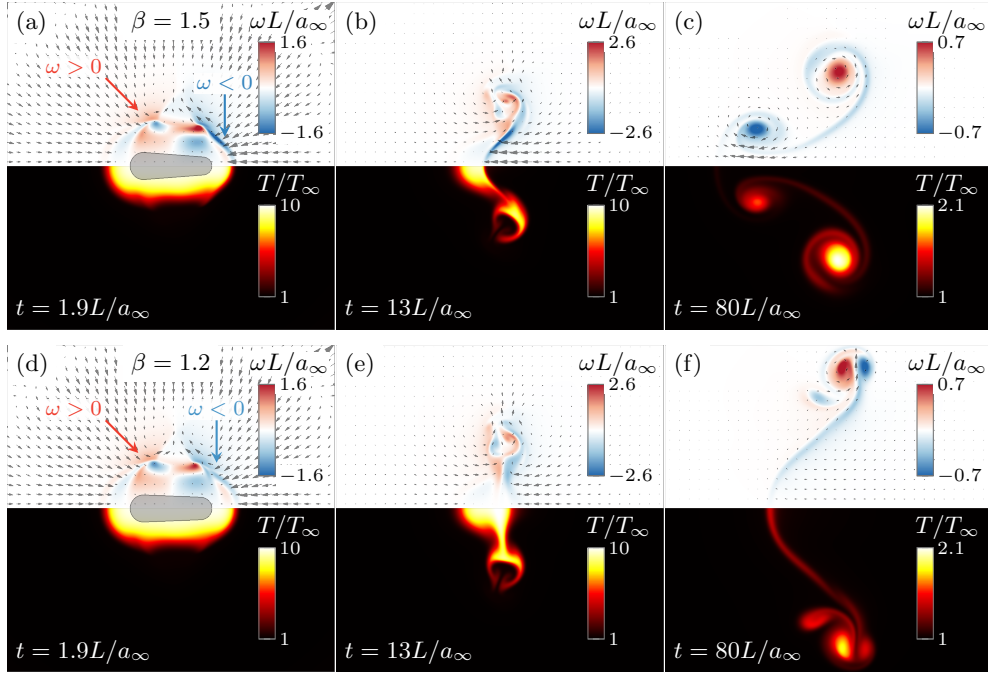 (a) β = 1.5 ωL/a∞
1.6
ω > 0 ω < 0
−1.6
T/T∞
10
1
t = 1.9L/a∞
(b) ωL/a∞
2.6
−2.6
T/T∞
10
1
t = 13L/a∞
(c) ωL/a∞
0.7
−0.7
T/T∞
2.1
1
t = 80L/a∞
(d) β = 1.2 ωL/a∞
1.6
ω > 0 ω < 0
−1.6
T/T∞
10
1
t = 1.9L/a∞
(e) ωL/a∞
2.6
−2.6
T/T∞
10
1
t = 13L/a∞
(f) ωL/a∞
0.7
−0.7
T/T∞
2.1
1
t = 80L/a∞